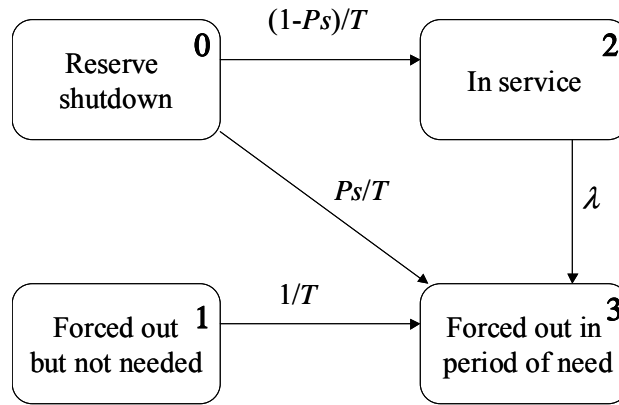 (1-Ps)/T
0
Reserve
shutdown
2
In service
Ps/T
λ
1/T
1
Forced out
but not needed
3
Forced out in
period of need